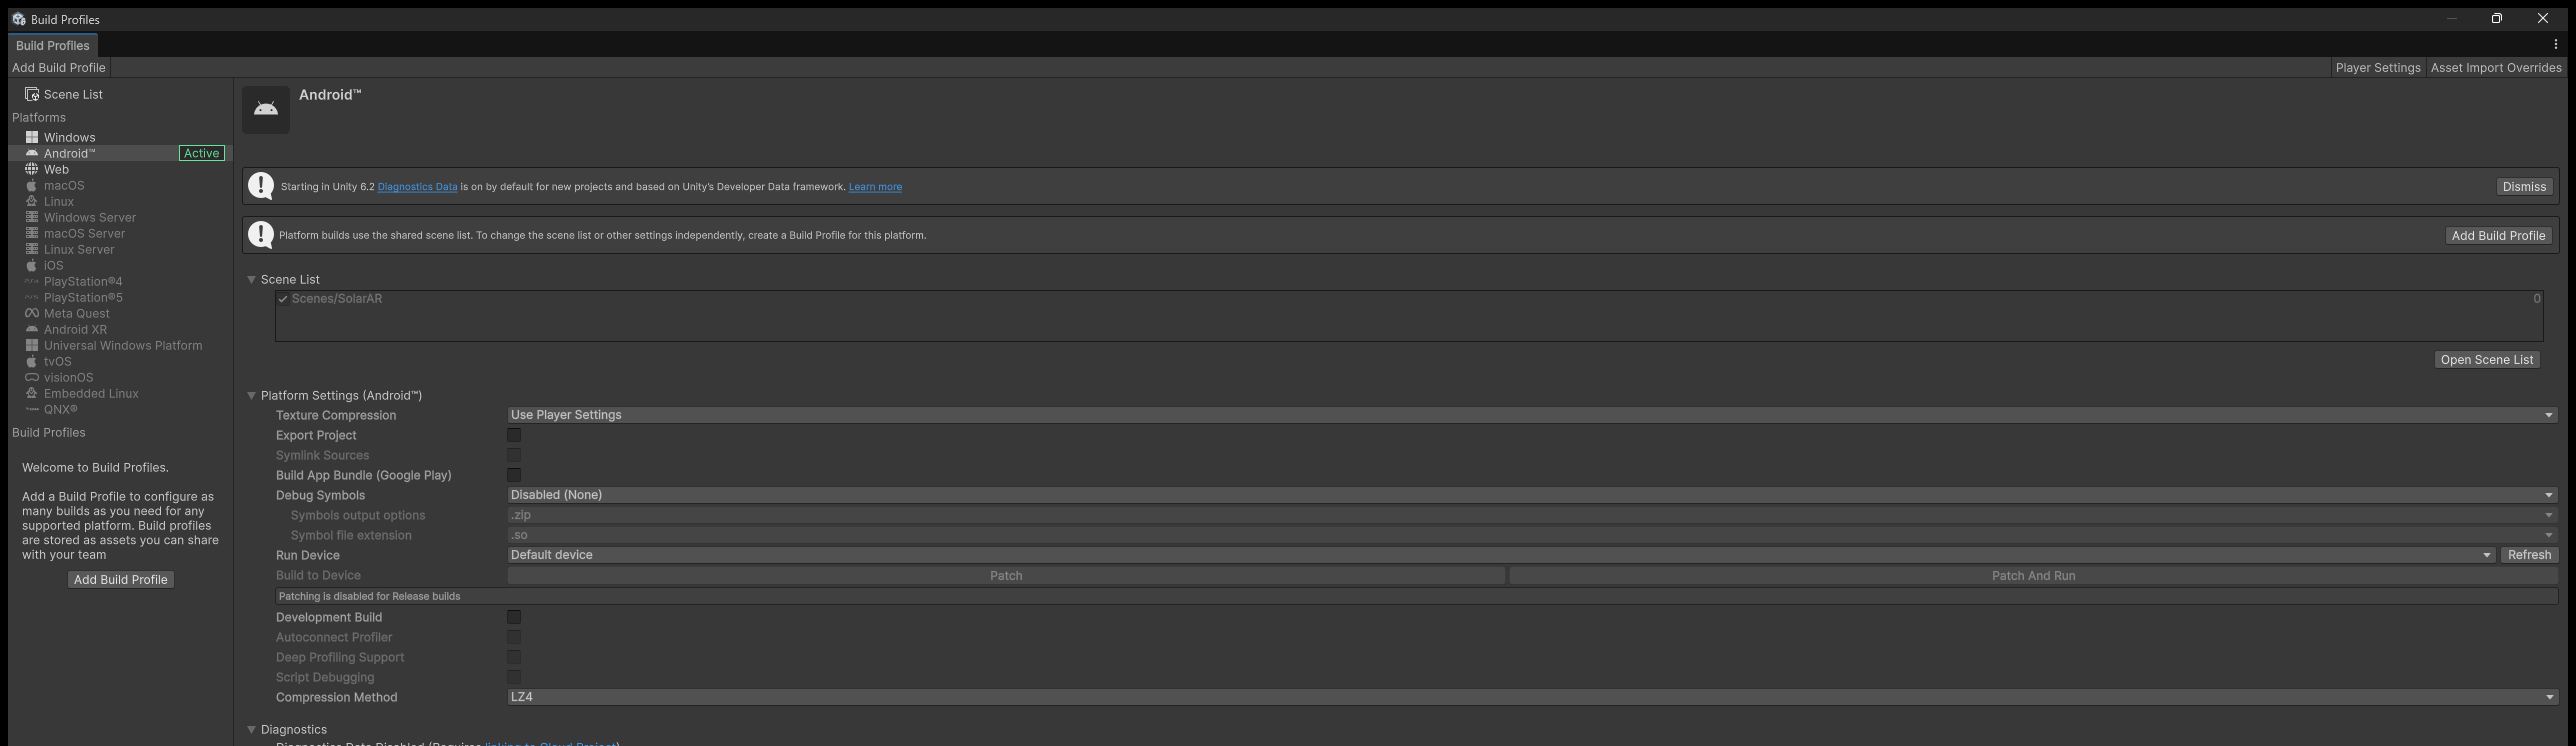 Build Profiles
Build Profiles
Add Build Profile
Player Settings
Asset Import Overrides
Scene List
Platforms
Windows
Android™
Active
Web
macOS
Linux
Windows Server
macOS Server
Linux Server
iOS
PlayStation®4
PlayStation®5
Meta Quest
Android XR
Universal Windows Platform
tvOS
visionOS
Embedded Linux
QNX®
Build Profiles
Welcome to Build Profiles.
Add a Build Profile to configure as
many builds as you need for any
supported platform. Build profiles
are stored as assets you can share
with your team
Add Build Profile
Android™
Starting in Unity 6.2 Diagnostics Data is on by default for new projects and based on Unity's Developer Data framework. Learn more
Dismiss
Platform builds use the shared scene list. To change the scene list or other settings independently, create a Build Profile for this platform.
Add Build Profile
Scene List
Scenes/SolarAR 0
Open Scene List
Platform Settings (Android™)
Texture Compression Use Player Settings
Export Project
Symlink Sources
Build App Bundle (Google Play)
Debug Symbols Disabled (None)
Symbols output options .zip
Symbol file extension .so
Run Device Default device Refresh
Build to Device Patch Patch And Run
Patching is disabled for Release builds
Development Build
Autoconnect Profiler
Deep Profiling Support
Script Debugging
Compression Method LZ4
Diagnostics
Diagnostics Data Disabled (Requires linking to Cloud Project)